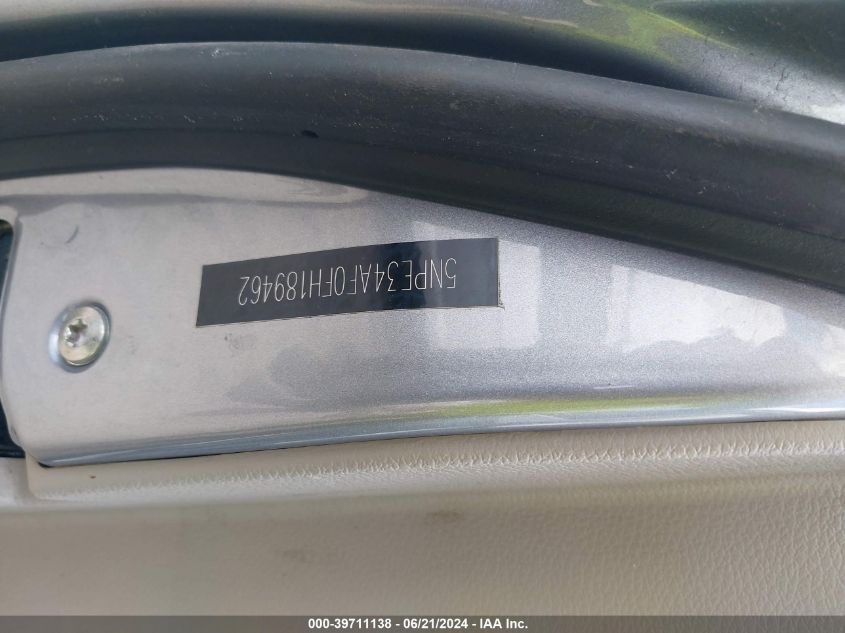 5NPE34AF0FH189462
000-39711138 - 06/21/2024 - IAA Inc.